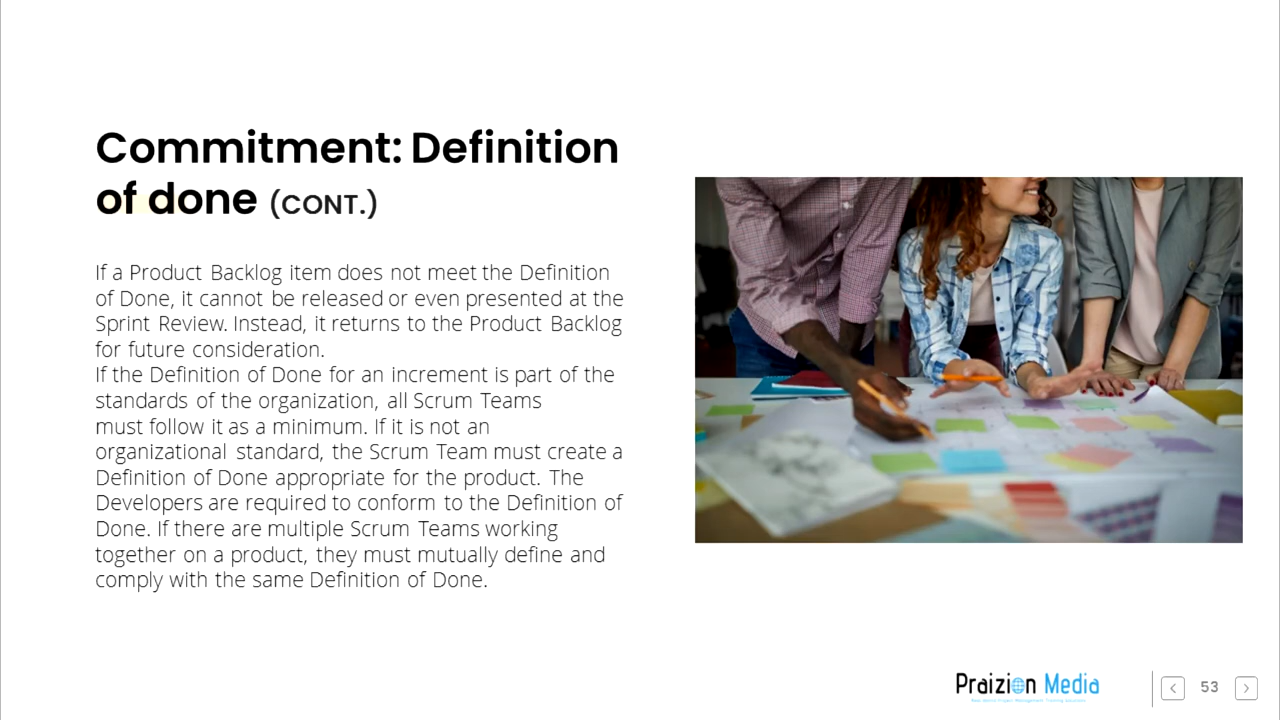 Commitment: Definition
of done (CONT.)
If a Product Backlog item does not meet the Definition
of Done, it cannot be released or even presented at the
Sprint Review. Instead, it returns to the Product Backlog
for future consideration.
If the Definition of Done for an increment is part of the
standards of the organization, all Scrum Teams
must follow it as a minimum. If it is not an
organizational standard, the Scrum Team must create a
Definition of Done appropriate for the product. The
Developers are required to conform to the Definition of
Done. If there are multiple Scrum Teams working
together on a product, they must mutually define and
comply with the same Definition of Done.
Praizion Media
53